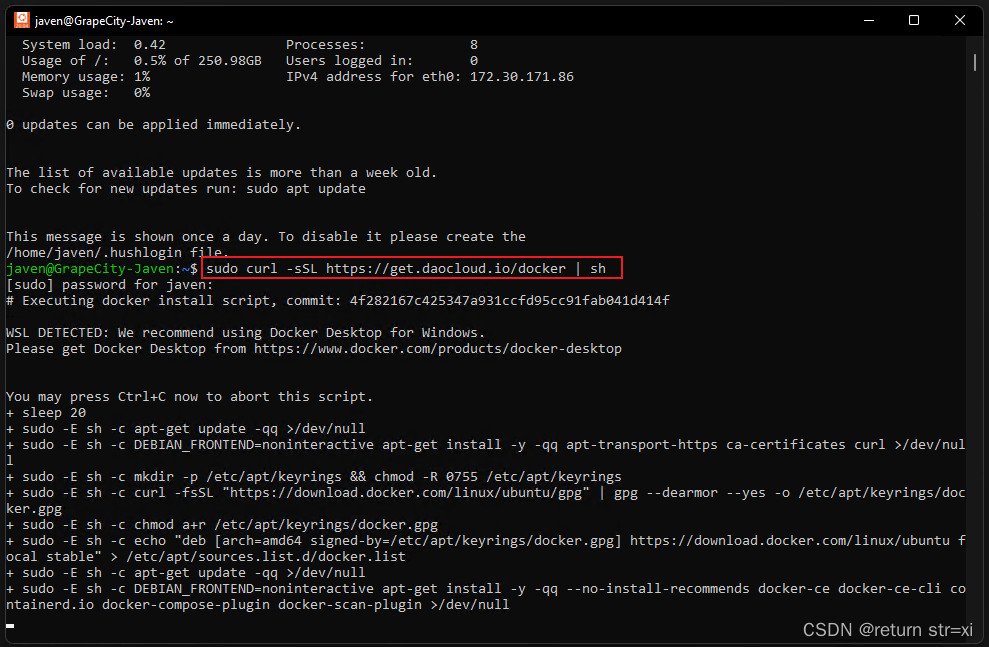 javen@GrapeCity-Javen: ~
System load:  0.42               Processes:             8
Usage of /:   0.5% of 250.98GB   Users logged in:       0
Memory usage: 1%                 IPv4 address for eth0: 172.30.171.86
Swap usage:   0%
0 updates can be applied immediately.
The list of available updates is more than a week old.
To check for new updates run: sudo apt update
This message is shown once a day. To disable it please create the
/home/javen/.hushlogin file.
javen@GrapeCity-Javen:~$ sudo curl -sSL https://get.daocloud.io/docker | sh
[sudo] password for javen:
# Executing docker install script, commit: 4f282167c425347a931ccfd95cc91fab041d414f
WSL DETECTED: We recommend using Docker Desktop for Windows.
Please get Docker Desktop from https://www.docker.com/products/docker-desktop
You may press Ctrl+C now to abort this script.
+ sleep 20
+ sudo -E sh -c apt-get update -qq >/dev/null
+ sudo -E sh -c DEBIAN_FRONTEND=noninteractive apt-get install -y -qq apt-transport-https ca-certificates curl >/dev/nul
l
+ sudo -E sh -c mkdir -p /etc/apt/keyrings && chmod -R 0755 /etc/apt/keyrings
+ sudo -E sh -c curl -fsSL "https://download.docker.com/linux/ubuntu/gpg" | gpg --dearmor --yes -o /etc/apt/keyrings/doc
ker.gpg
+ sudo -E sh -c chmod a+r /etc/apt/keyrings/docker.gpg
+ sudo -E sh -c echo "deb [arch=amd64 signed-by=/etc/apt/keyrings/docker.gpg] https://download.docker.com/linux/ubuntu f
ocal stable" > /etc/apt/sources.list.d/docker.list
+ sudo -E sh -c apt-get update -qq >/dev/null
+ sudo -E sh -c DEBIAN_FRONTEND=noninteractive apt-get install -y -qq --no-install-recommends docker-ce docker-ce-cli co
ntainerd.io docker-compose-plugin docker-scan-plugin >/dev/null
CSDN @return str=xi